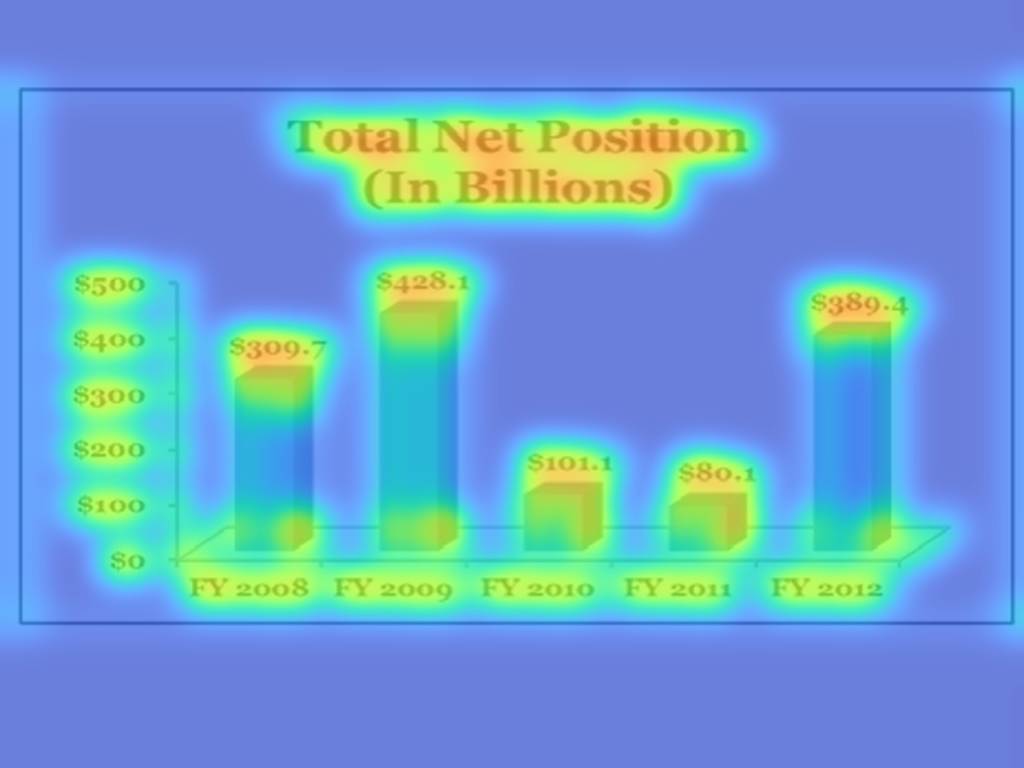 Total Net Position
(In Billions)
$500
$400
$300
$200
$100
$0
$309.7
$428.1
$101.1
$80.1
$389.4
FY 2008
FY 2009
FY 2010
FY 2011
FY 2012